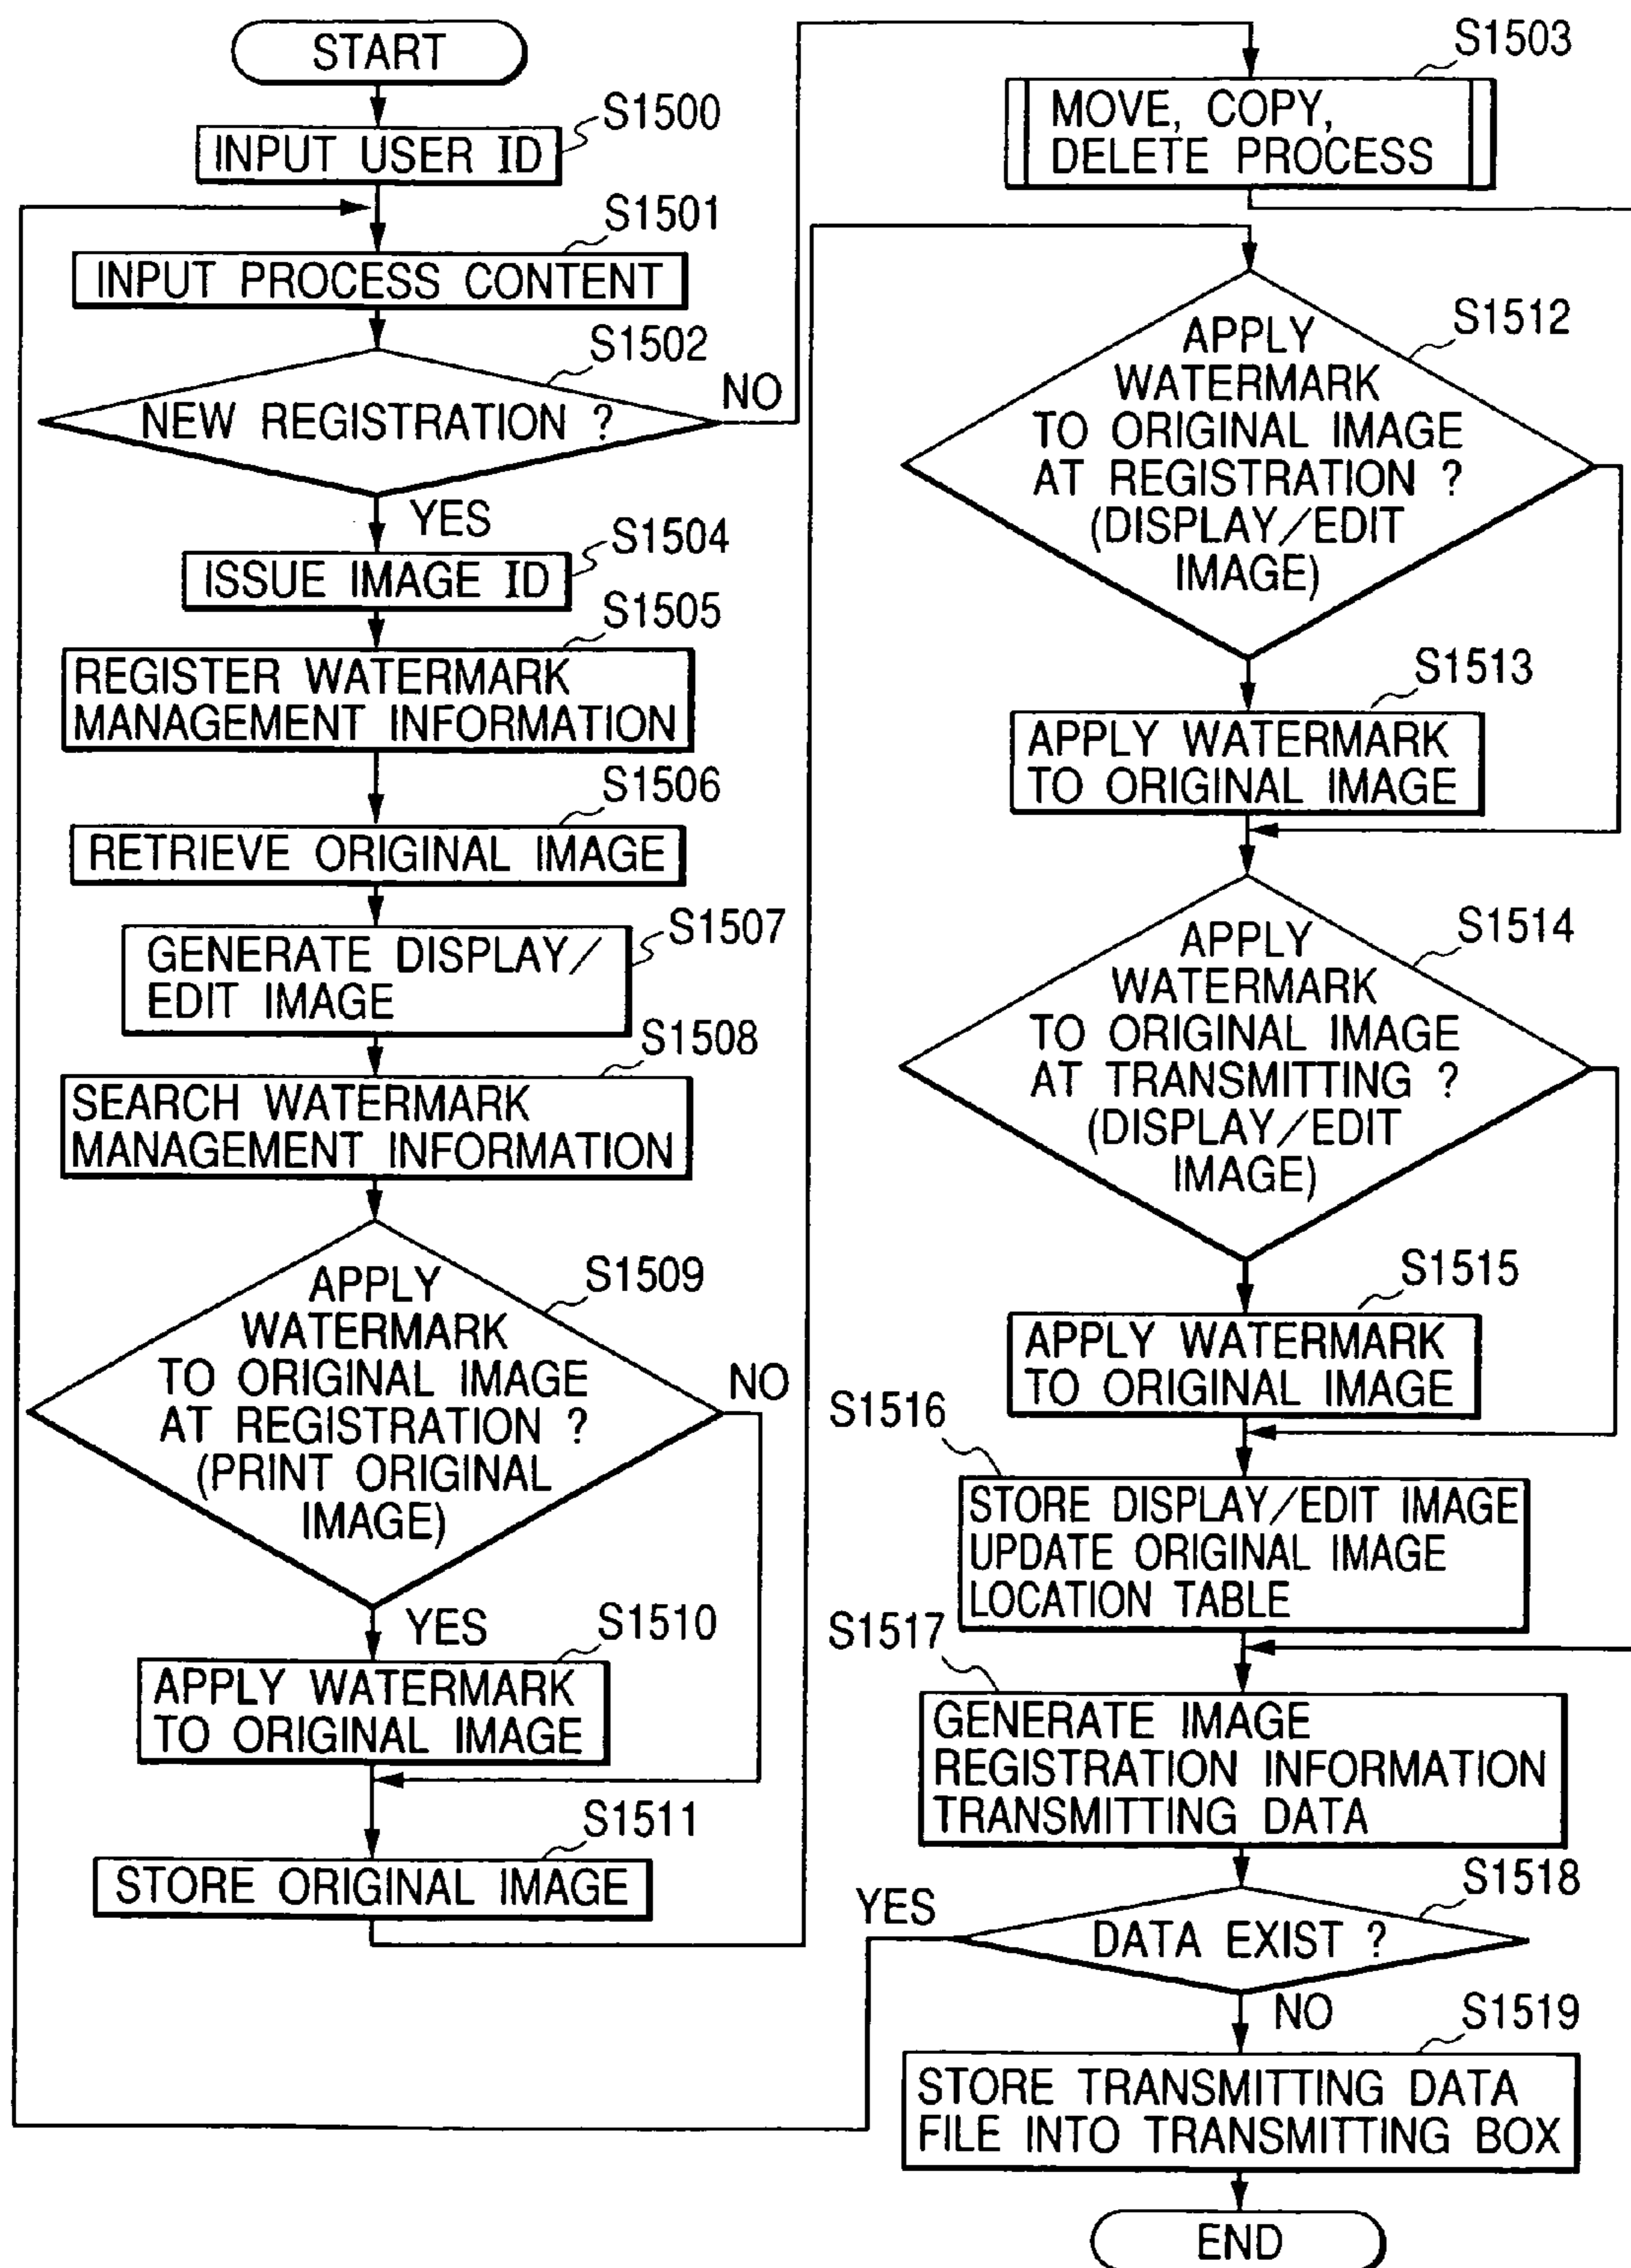 START
S1500
INPUT USER ID
S1501
INPUT PROCESS CONTENT
S1502
NEW REGISTRATION ?
NO
YES
S1504
ISSUE IMAGE ID
S1505
REGISTER WATERMARK
MANAGEMENT INFORMATION
S1506
RETRIEVE ORIGINAL IMAGE
S1507
GENERATE DISPLAY/
EDIT IMAGE
S1508
SEARCH WATERMARK
MANAGEMENT INFORMATION
S1509
APPLY
WATERMARK
TO ORIGINAL IMAGE
AT REGISTRATION ?
(PRINT ORIGINAL
IMAGE)
NO
YES
S1510
APPLY WATERMARK
TO ORIGINAL IMAGE
S1511
STORE ORIGINAL IMAGE
S1503
MOVE, COPY,
DELETE PROCESS
S1512
APPLY
WATERMARK
TO ORIGINAL IMAGE
AT REGISTRATION ?
(DISPLAY/EDIT
IMAGE)
S1513
APPLY WATERMARK
TO ORIGINAL IMAGE
S1514
APPLY
WATERMARK
TO ORIGINAL IMAGE
AT TRANSMITTING ?
(DISPLAY/EDIT
IMAGE)
S1515
APPLY WATERMARK
TO ORIGINAL IMAGE
S1516
STORE DISPLAY/EDIT IMAGE
UPDATE ORIGINAL IMAGE
LOCATION TABLE
S1517
GENERATE IMAGE
REGISTRATION INFORMATION
TRANSMITTING DATA
S1518
YES
DATA EXIST ?
NO
S1519
STORE TRANSMITTING DATA
FILE INTO TRANSMITTING BOX
END